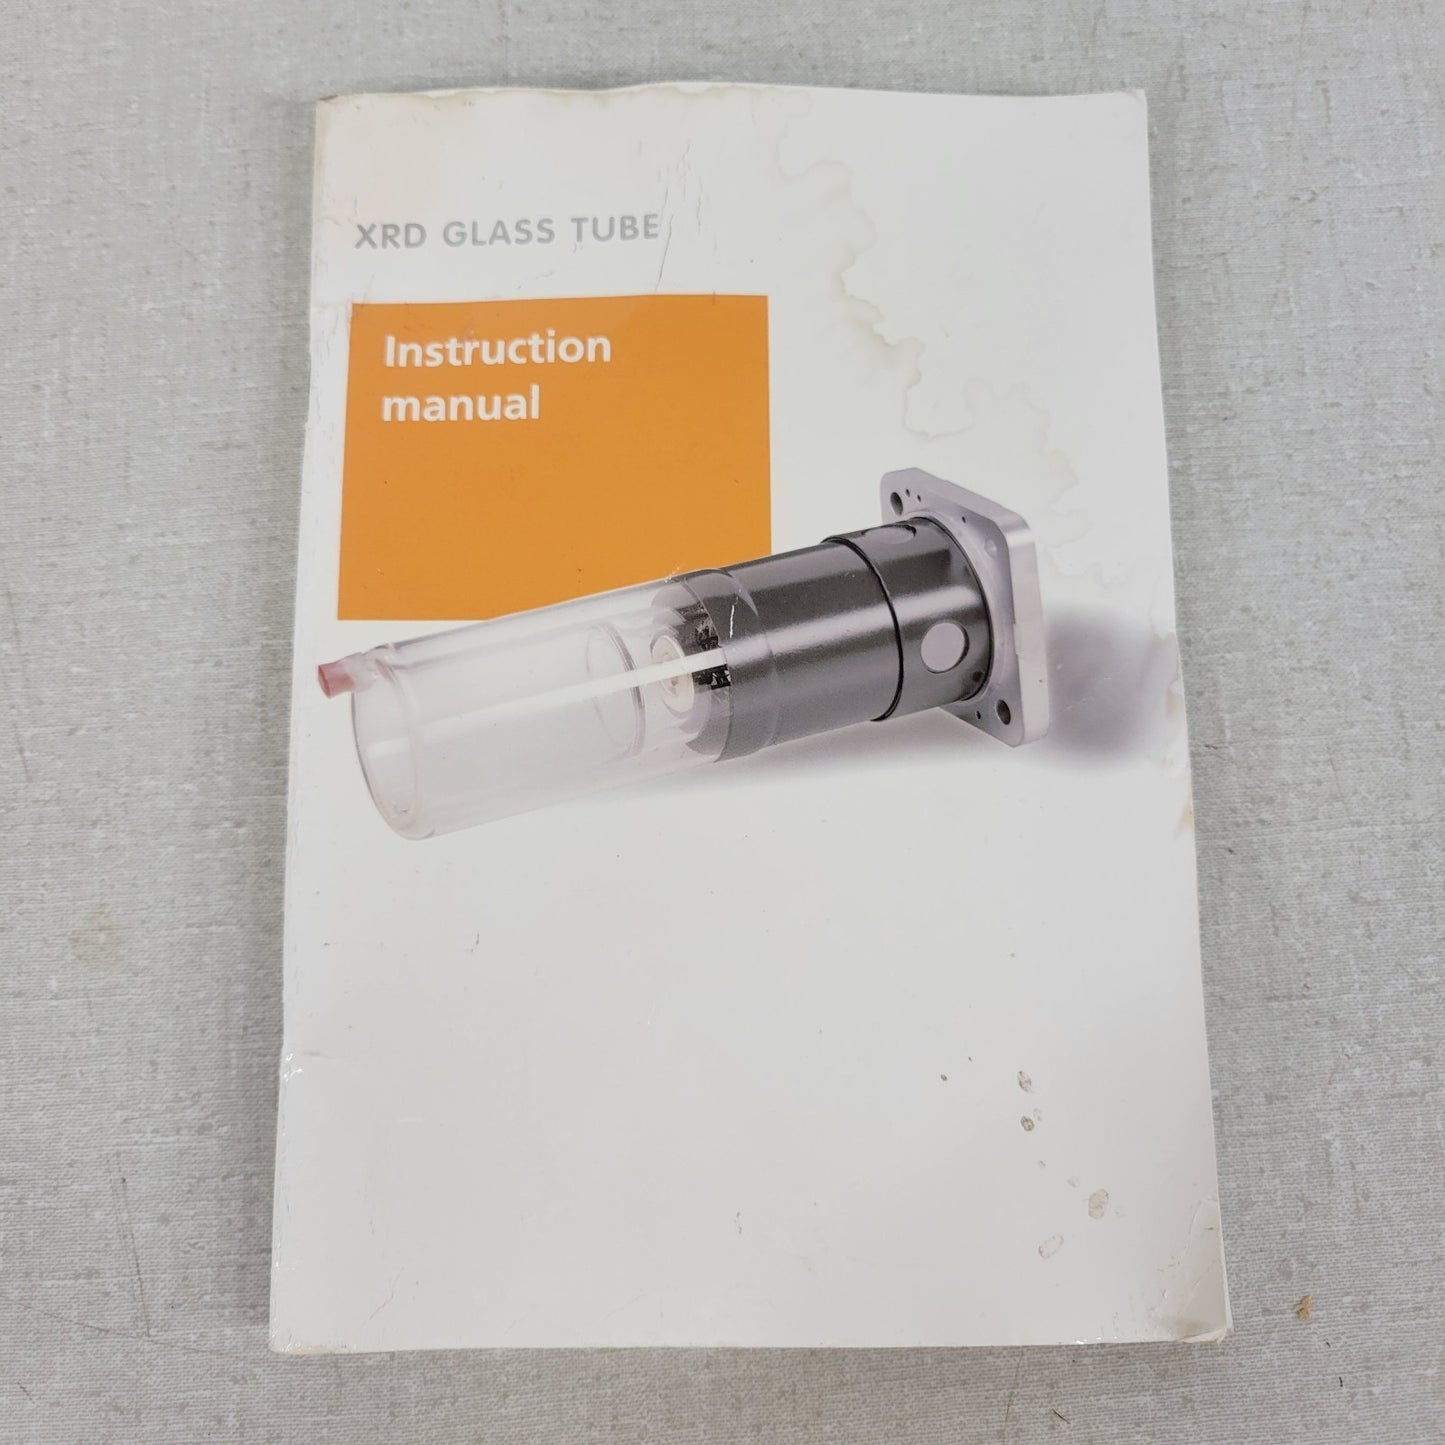 XRD GLASS TUBE
Instruction
manual